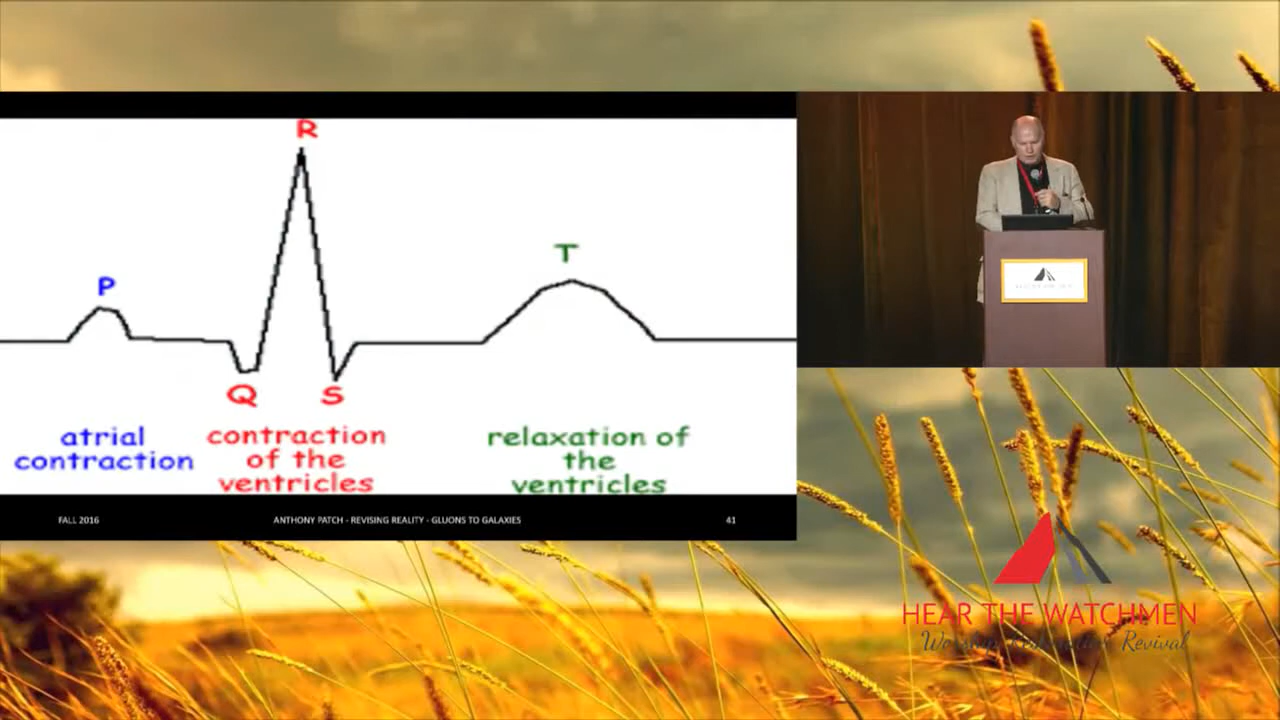 R
T
P
Q
S
atrial
contraction
contraction
of the
ventricles
relaxation of
the
ventricles
FALL 2016
ANTHONY PATCH - REVISING REALITY - GLUONS TO GALAXIES
41
HEAR THE WATCHMEN
Revival